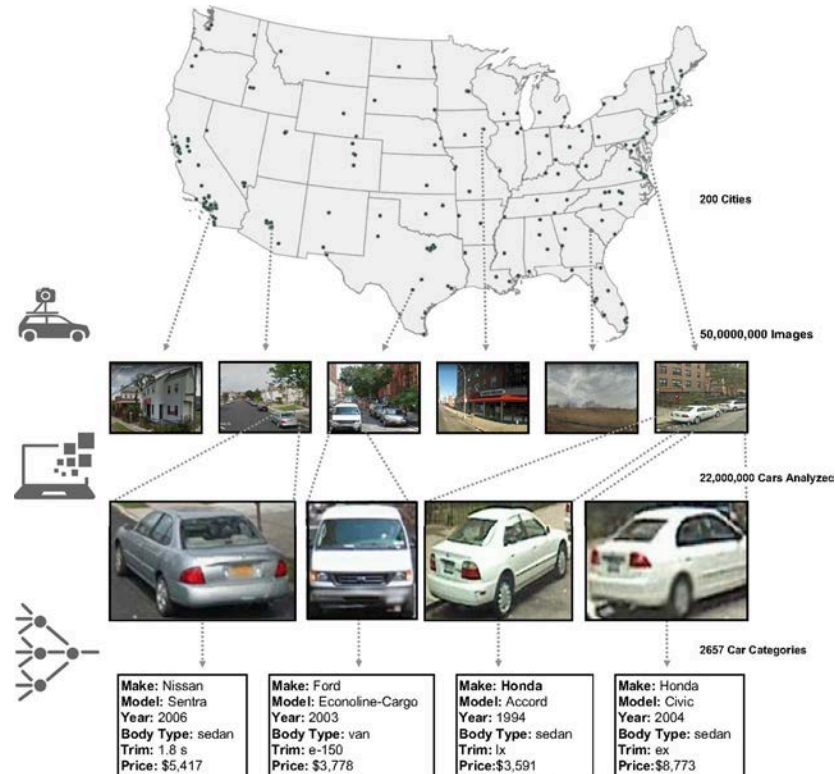 200 Cities
50,0000,000 Images
22,000,000 Cars Analyzed
2657 Car Categories
Make: Nissan
Model: Sentra
Year: 2006
Body Type: sedan
Trim: 1.8 s
Price: $5,417
Make: Ford
Model: Econoline-Cargo
Year: 2003
Body Type: van
Trim: e-150
Price: $3,778
Make: Honda
Model: Accord
Year: 1994
Body Type: sedan
Trim: lx
Price:$3,591
Make: Honda
Model: Civic
Year: 2004
Body Type: sedan
Trim: ex
Price: $8,773